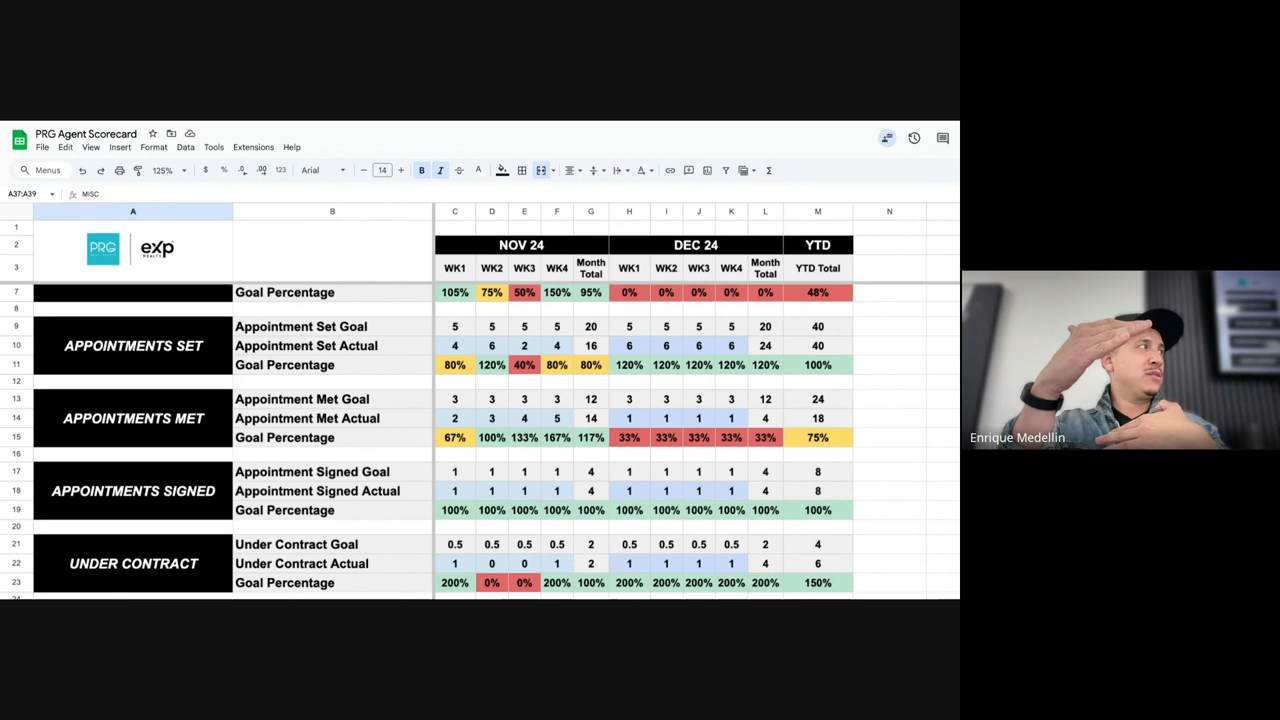 PRG Agent Scorecard
File Edit View Insert Format Data Tools Extensions Help
Menus 125% $ % .0 .00 123 Arial 14 B I A
A37:A39 fx MISC
A B C D E F G H I J K L M N
1
2 NOV 24 DEC 24 YTD
PRG eXp REALTY
3 WK1 WK2 WK3 WK4 Month Total WK1 WK2 WK3 WK4 Month Total YTD Total
7 Goal Percentage 105% 75% 50% 150% 95% 0% 0% 0% 0% 0% 48%
8
9 Appointment Set Goal 5 5 5 5 20 5 5 5 5 20 40
10 APPOINTMENTS SET Appointment Set Actual 4 6 2 4 16 6 6 6 6 24 40
11 Goal Percentage 80% 120% 40% 80% 80% 120% 120% 120% 120% 120% 100%
12
13 Appointment Met Goal 3 3 3 3 12 3 3 3 3 12 24
14 APPOINTMENTS MET Appointment Met Actual 2 3 4 5 14 1 1 1 1 4 18
15 Goal Percentage 67% 100% 133% 167% 117% 33% 33% 33% 33% 33% 75%
16
17 Appointment Signed Goal 1 1 1 1 4 1 1 1 1 4 8
18 APPOINTMENTS SIGNED Appointment Signed Actual 1 1 1 1 4 1 1 1 1 4 8
19 Goal Percentage 100% 100% 100% 100% 100% 100% 100% 100% 100% 100% 100%
20
21 Under Contract Goal 0.5 0.5 0.5 0.5 2 0.5 0.5 0.5 0.5 2 4
22 UNDER CONTRACT Under Contract Actual 1 0 0 1 2 1 1 1 1 4 6
23 Goal Percentage 200% 0% 0% 200% 100% 200% 200% 200% 200% 200% 150%
Enrique Medellin